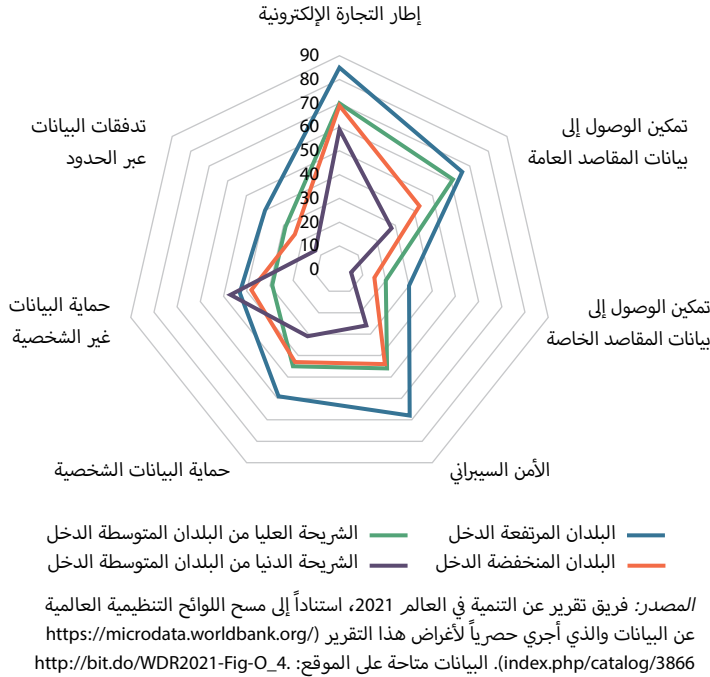 إطار التجارة الإلكترونية
90
80
70
60
50
40
30
20
10
0
تمكين الوصول إلى
بيانات المقاصد العامة
تمكين الوصول إلى
بيانات المقاصد الخاصة
الأمن السيبراني
حماية البيانات الشخصية
حماية البيانات
غير الشخصية
تدفقات البيانات
عبر الحدود
البلدان المرتفعة الدخل
الشريحة العليا من البلدان المتوسطة الدخل
البلدان المنخفضة الدخل
الشريحة الدنيا من البلدان المتوسطة الدخل
المصدر: فريق تقرير عن التنمية في العالم 2021، استناداً إلى مسح اللوائح التنظيمية العالمية
عن البيانات والذي أجري حصرياً لأغراض هذا التقرير (https://microdata.worldbank.org/
index.php/catalog/3866). البيانات متاحة على الموقع: http://bit.do/WDR2021-Fig-O_4.